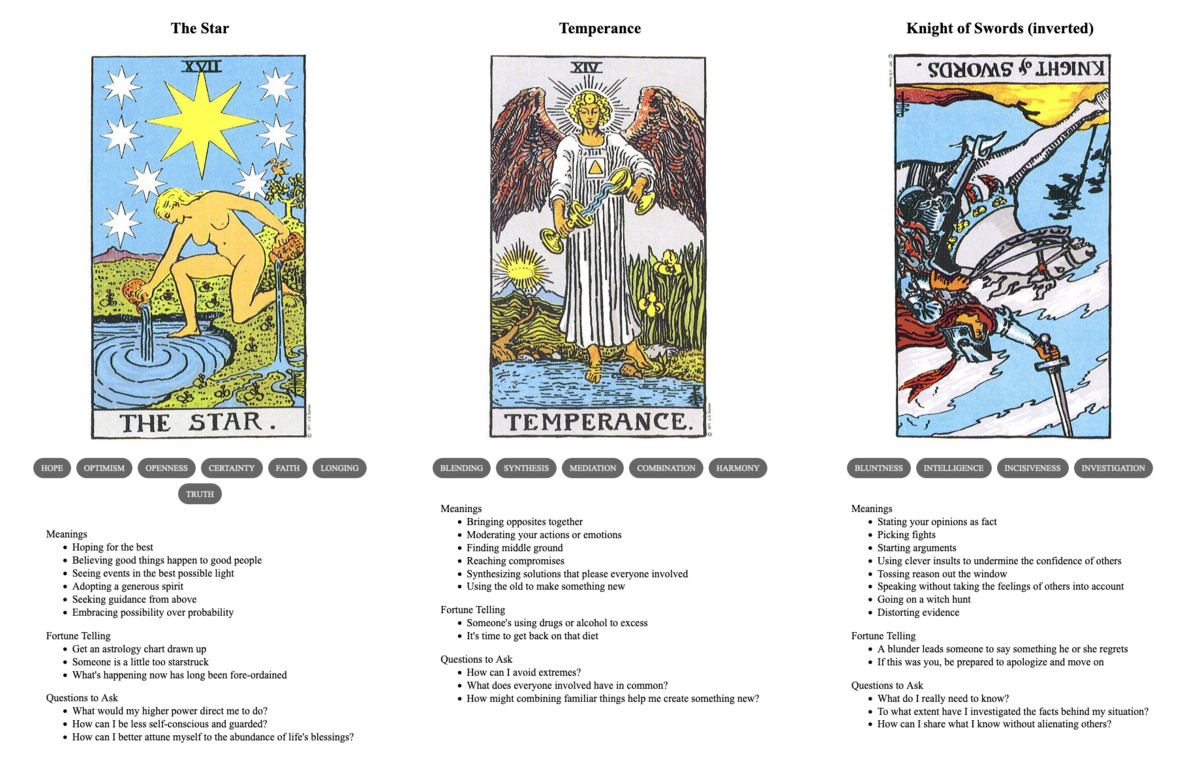 The Star
XVII
THE STAR.
HOPE
OPTIMISM
OPENNESS
CERTAINTY
FAITH
LONGING
TRUTH
Meanings
Hoping for the best
Believing good things happen to good people
Seeing events in the best possible light
Adopting a generous spirit
Seeking guidance from above
Embracing possibility over probability
Fortune Telling
Get an astrology chart drawn up
Someone is a little too starstruck
What's happening now has long been fore-ordained
Questions to Ask
What would my higher power direct me to do?
How can I be less self-conscious and guarded?
How can I better attune myself to the abundance of life's blessings?
Temperance
XIV
TEMPERANCE.
BLENDING
SYNTHESIS
MEDIATION
COMBINATION
HARMONY
Meanings
Bringing opposites together
Moderating your actions or emotions
Finding middle ground
Reaching compromises
Synthesizing solutions that please everyone involved
Using the old to make something new
Fortune Telling
Someone's using drugs or alcohol to excess
It's time to get back on that diet
Questions to Ask
How can I avoid extremes?
What does everyone involved have in common?
How might combining familiar things help me create something new?
Knight of Swords (inverted)
KNIGHT of SWORDS.
BLUNTNESS
INTELLIGENCE
INCISIVENESS
INVESTIGATION
Meanings
Stating your opinions as fact
Picking fights
Starting arguments
Using clever insults to undermine the confidence of others
Tossing reason out the window
Speaking without taking the feelings of others into account
Going on a witch hunt
Distorting evidence
Fortune Telling
A blunder leads someone to say something he or she regrets
If this was you, be prepared to apologize and move on
Questions to Ask
What do I really need to know?
To what extent have I investigated the facts behind my situation?
How can I share what I know without alienating others?